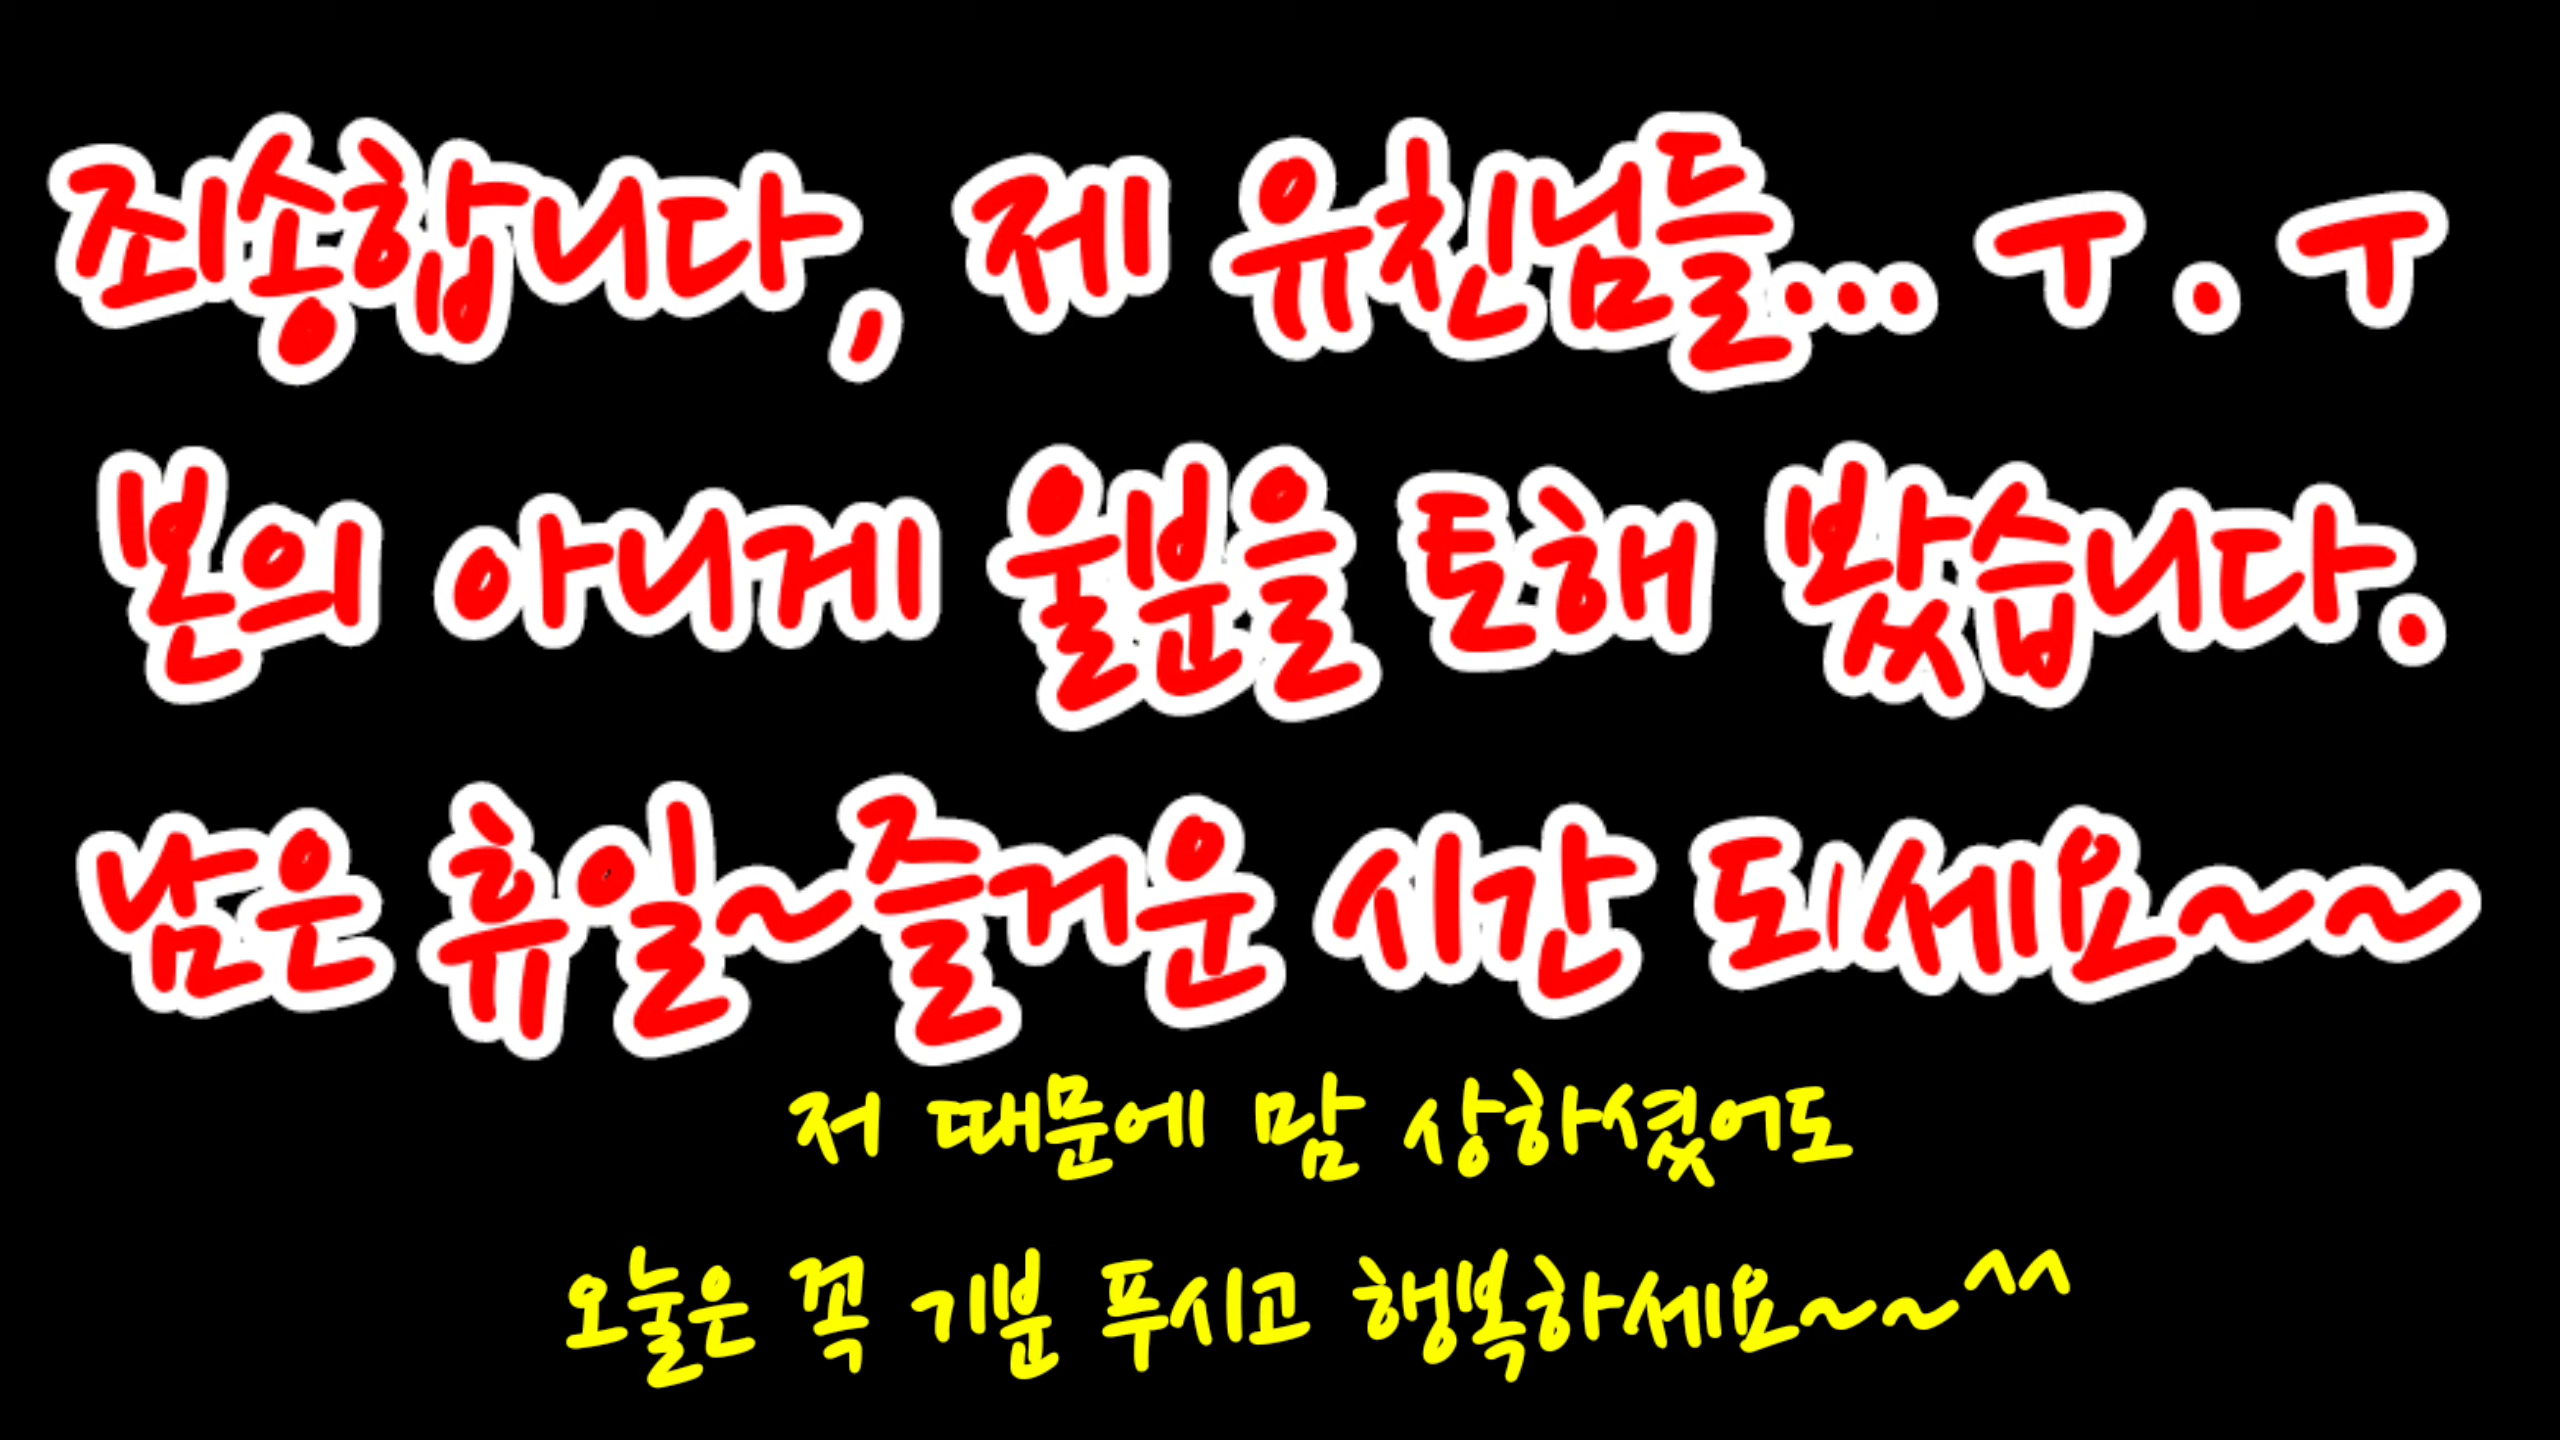 죄송합니다, 제 유친님들... ㅜ.ㅜ
본의 아니게 울분을 토해 봤습니다.
남은 휴일~즐거운 시간 되세요~~
저 때문에 맘 상하셨어도
오눌은 꼭 기분 푸시고 행복하세요~~^^